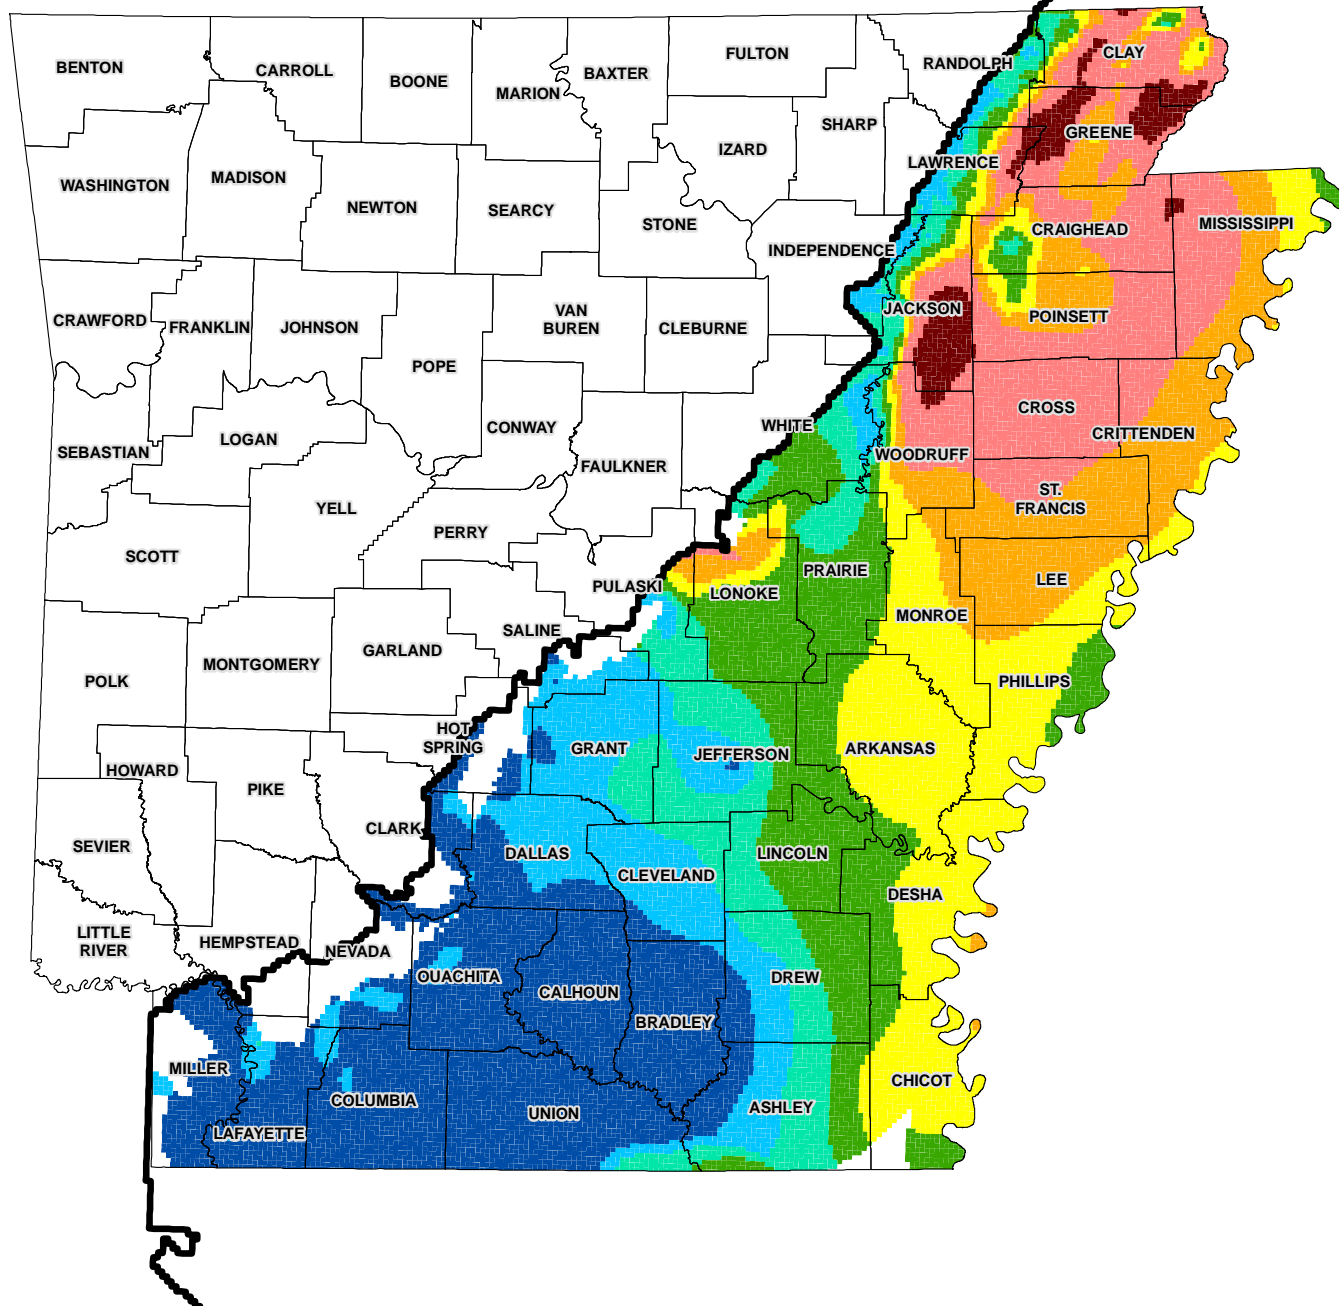 BENTON
CARROLL
BOONE
MARION
BAXTER
FULTON
RANDOLPH
CLAY
WASHINGTON
MADISON
NEWTON
SEARCY
STONE
IZARD
SHARP
LAWRENCE
GREENE
INDEPENDENCE
CRAIGHEAD
MISSISSIPPI
CRAWFORD
FRANKLIN
JOHNSON
POPE
VAN
BUREN
CLEBURNE
JACKSON
POINSETT
SEBASTIAN
LOGAN
CONWAY
FAULKNER
WHITE
WOODRUFF
CROSS
CRITTENDEN
SCOTT
YELL
PERRY
PULASKI
LONOKE
PRAIRIE
MONROE
ST.
FRANCIS
LEE
POLK
MONTGOMERY
GARLAND
SALINE
HOT
SPRING
GRANT
JEFFERSON
ARKANSAS
PHILLIPS
HOWARD
PIKE
CLARK
DALLAS
CLEVELAND
LINCOLN
DESHA
SEVIER
LITTLE
RIVER
HEMPSTEAD
NEVADA
OUACHITA
CALHOUN
BRADLEY
DREW
MILLER
LAFAYETTE
COLUMBIA
UNION
ASHLEY
CHICOT